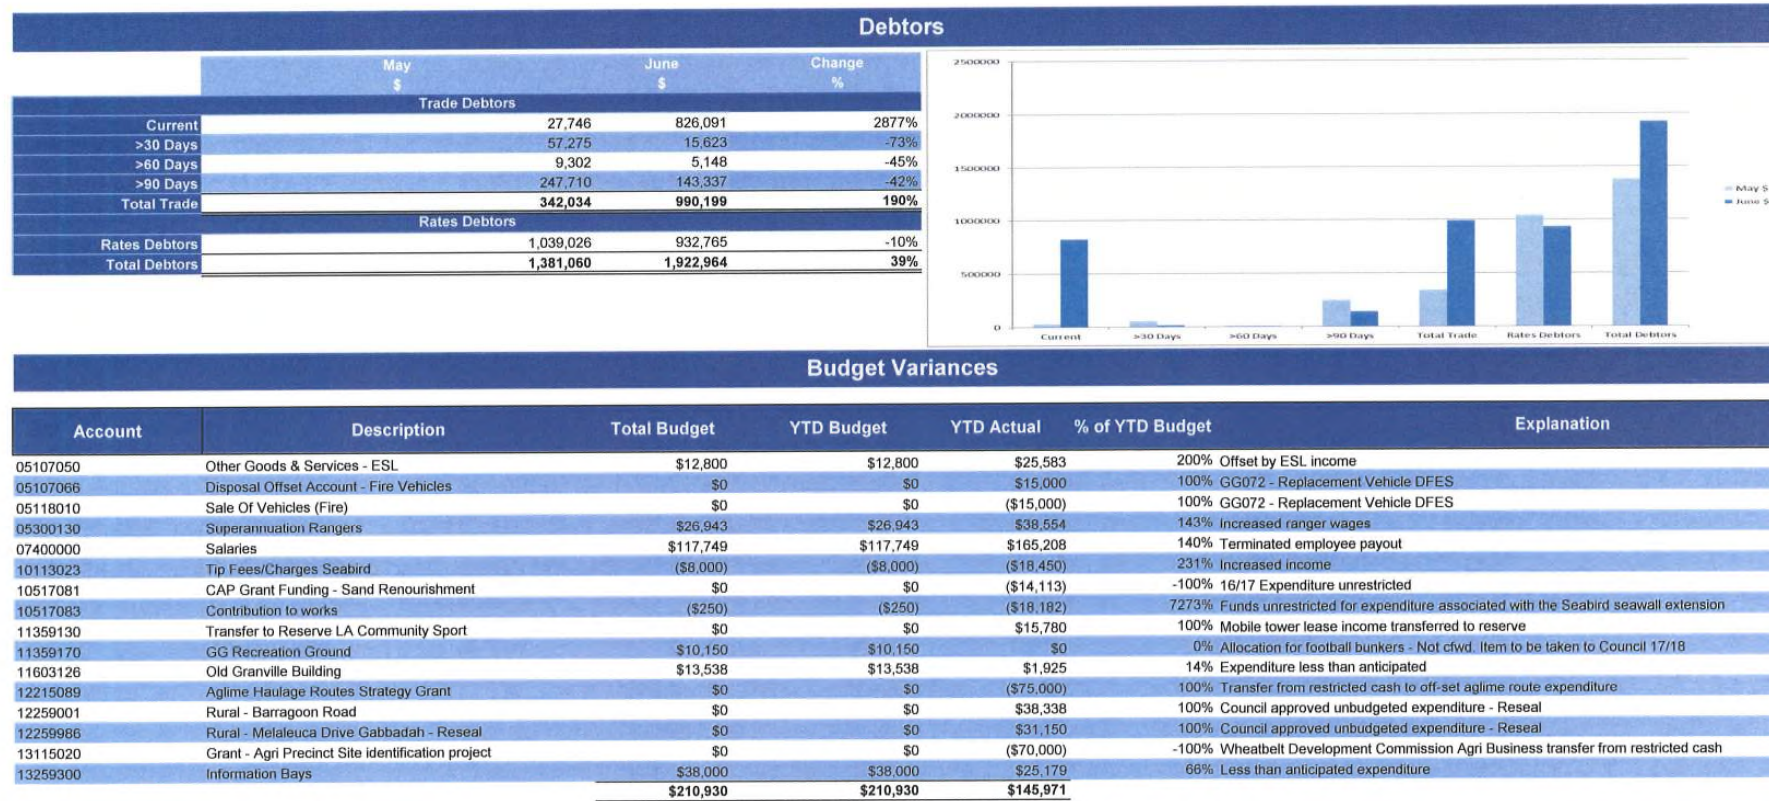 Debtors
May June Change
$ $ %
Trade Debtors
Current 27,746 826,091 2877%
>30 Days 57,275 15,623 -73%
>60 Days 9,302 5,148 -45%
>90 Days 247,710 143,337 -42%
Total Trade 342,034 990,199 190%
Rates Debtors
Rates Debtors 1,039,026 932,765 -10%
Total Debtors 1,381,060 1,922,964 39%
2500000
2000000
1500000
1000000
500000
0
Current >30 Days >60 Days >90 Days Total Trade Rates Debtors Total Debtors
May $
June $
Budget Variances
Account Description Total Budget YTD Budget YTD Actual % of YTD Budget Explanation
05107050 Other Goods & Services - ESL $12,800 $12,800 $25,583 200% Offset by ESL income
05107066 Disposal Offset Account - Fire Vehicles $0 $0 $15,000 100% GG072 - Replacement Vehicle DFES
05118010 Sale Of Vehicles (Fire) $0 $0 ($15,000) 100% GG072 - Replacement Vehicle DFES
05300130 Superannuation Rangers $26,943 $26,943 $38,554 143% Increased ranger wages
07400000 Salaries $117,749 $117,749 $165,208 140% Terminated employee payout
10113023 Tip Fees/Charges Seabird ($8,000) ($8,000) ($18,450) 231% Increased income
10517081 CAP Grant Funding - Sand Renourishment $0 $0 ($14,113) -100% 16/17 Expenditure unrestricted
10517083 Contribution to works ($250) ($250) ($18,182) 7273% Funds unrestricted for expenditure associated with the Seabird seawall extension
11359130 Transfer to Reserve LA Community Sport $0 $0 $15,780 100% Mobile tower lease income transferred to reserve
11359170 GG Recreation Ground $10,150 $10,150 $0 0% Allocation for football bunkers - Not cfwd. Item to be taken to Council 17/18
11603126 Old Granville Building $13,538 $13,538 $1,925 14% Expenditure less than anticipated
12215089 Aglime Haulage Routes Strategy Grant $0 $0 ($75,000) 100% Transfer from restricted cash to off-set aglime route expenditure
12259001 Rural - Barragoon Road $0 $0 $38,338 100% Council approved unbudgeted expenditure - Reseal
12259986 Rural - Melaleuca Drive Gabbadah - Reseal $0 $0 $31,150 100% Council approved unbudgeted expenditure - Reseal
13115020 Grant - Agri Precinct Site identification project $0 $0 ($70,000) -100% Wheatbelt Development Commission Agri Business transfer from restricted cash
13259300 Information Bays $38,000 $38,000 $25,179 66% Less than anticipated expenditure
$210,930 $210,930 $145,971